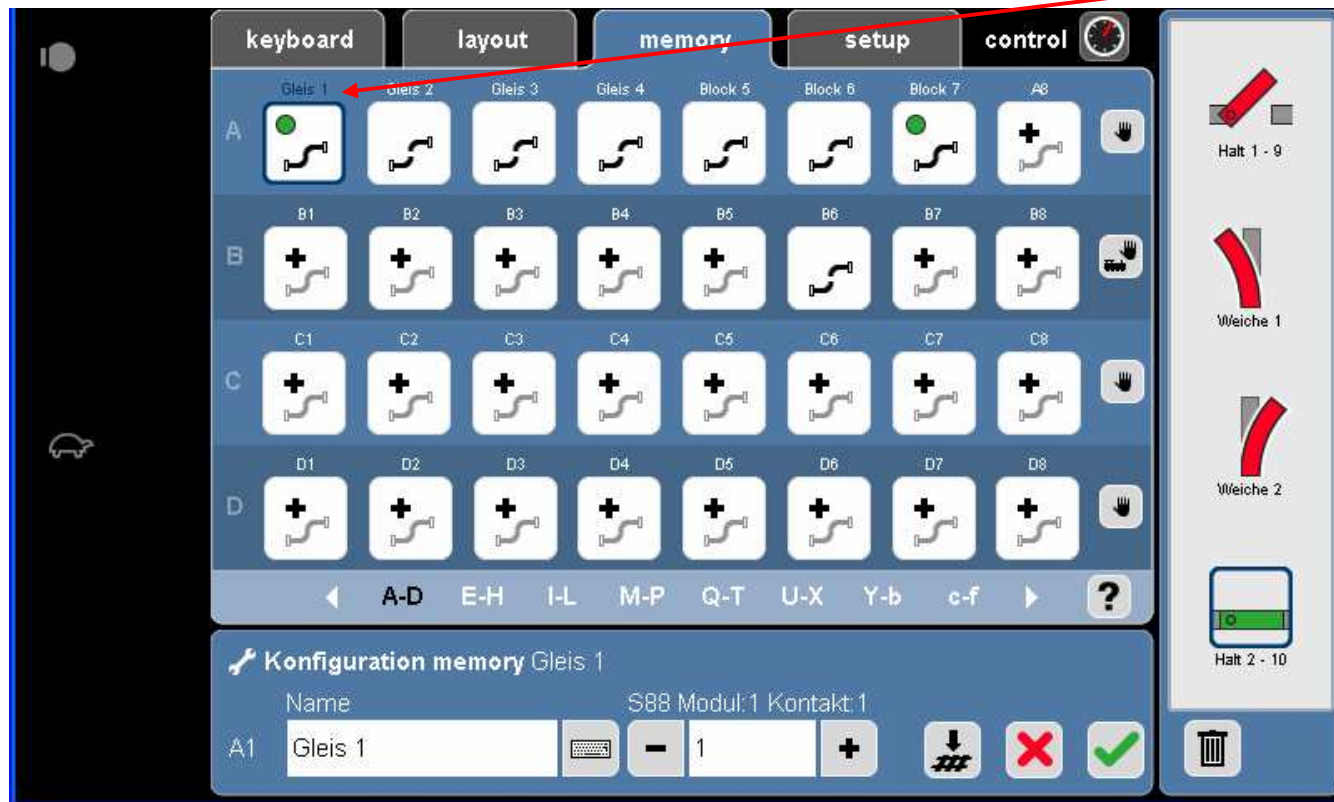 keyboard layout memory setup control
Gleis 1 Gleis 2 Gleis 3 Gleis 4 Block 5 Block 6 Block 7 A8
A
Halt 1 - 9
B1 B2 B3 B4 B5 B6 B7 B8
B
Weiche 1
C1 C2 C3 C4 C5 C6 C7 C8
C
D1 D2 D3 D4 D5 D6 D7 D8
D
Weiche 2
A-D E-H I-L M-P Q-T U-X Y-b c-f ?
Halt 2 - 10
Konfiguration memory Gleis 1
Name S88 Modul:1 Kontakt:1
A1 Gleis 1 - 1 +